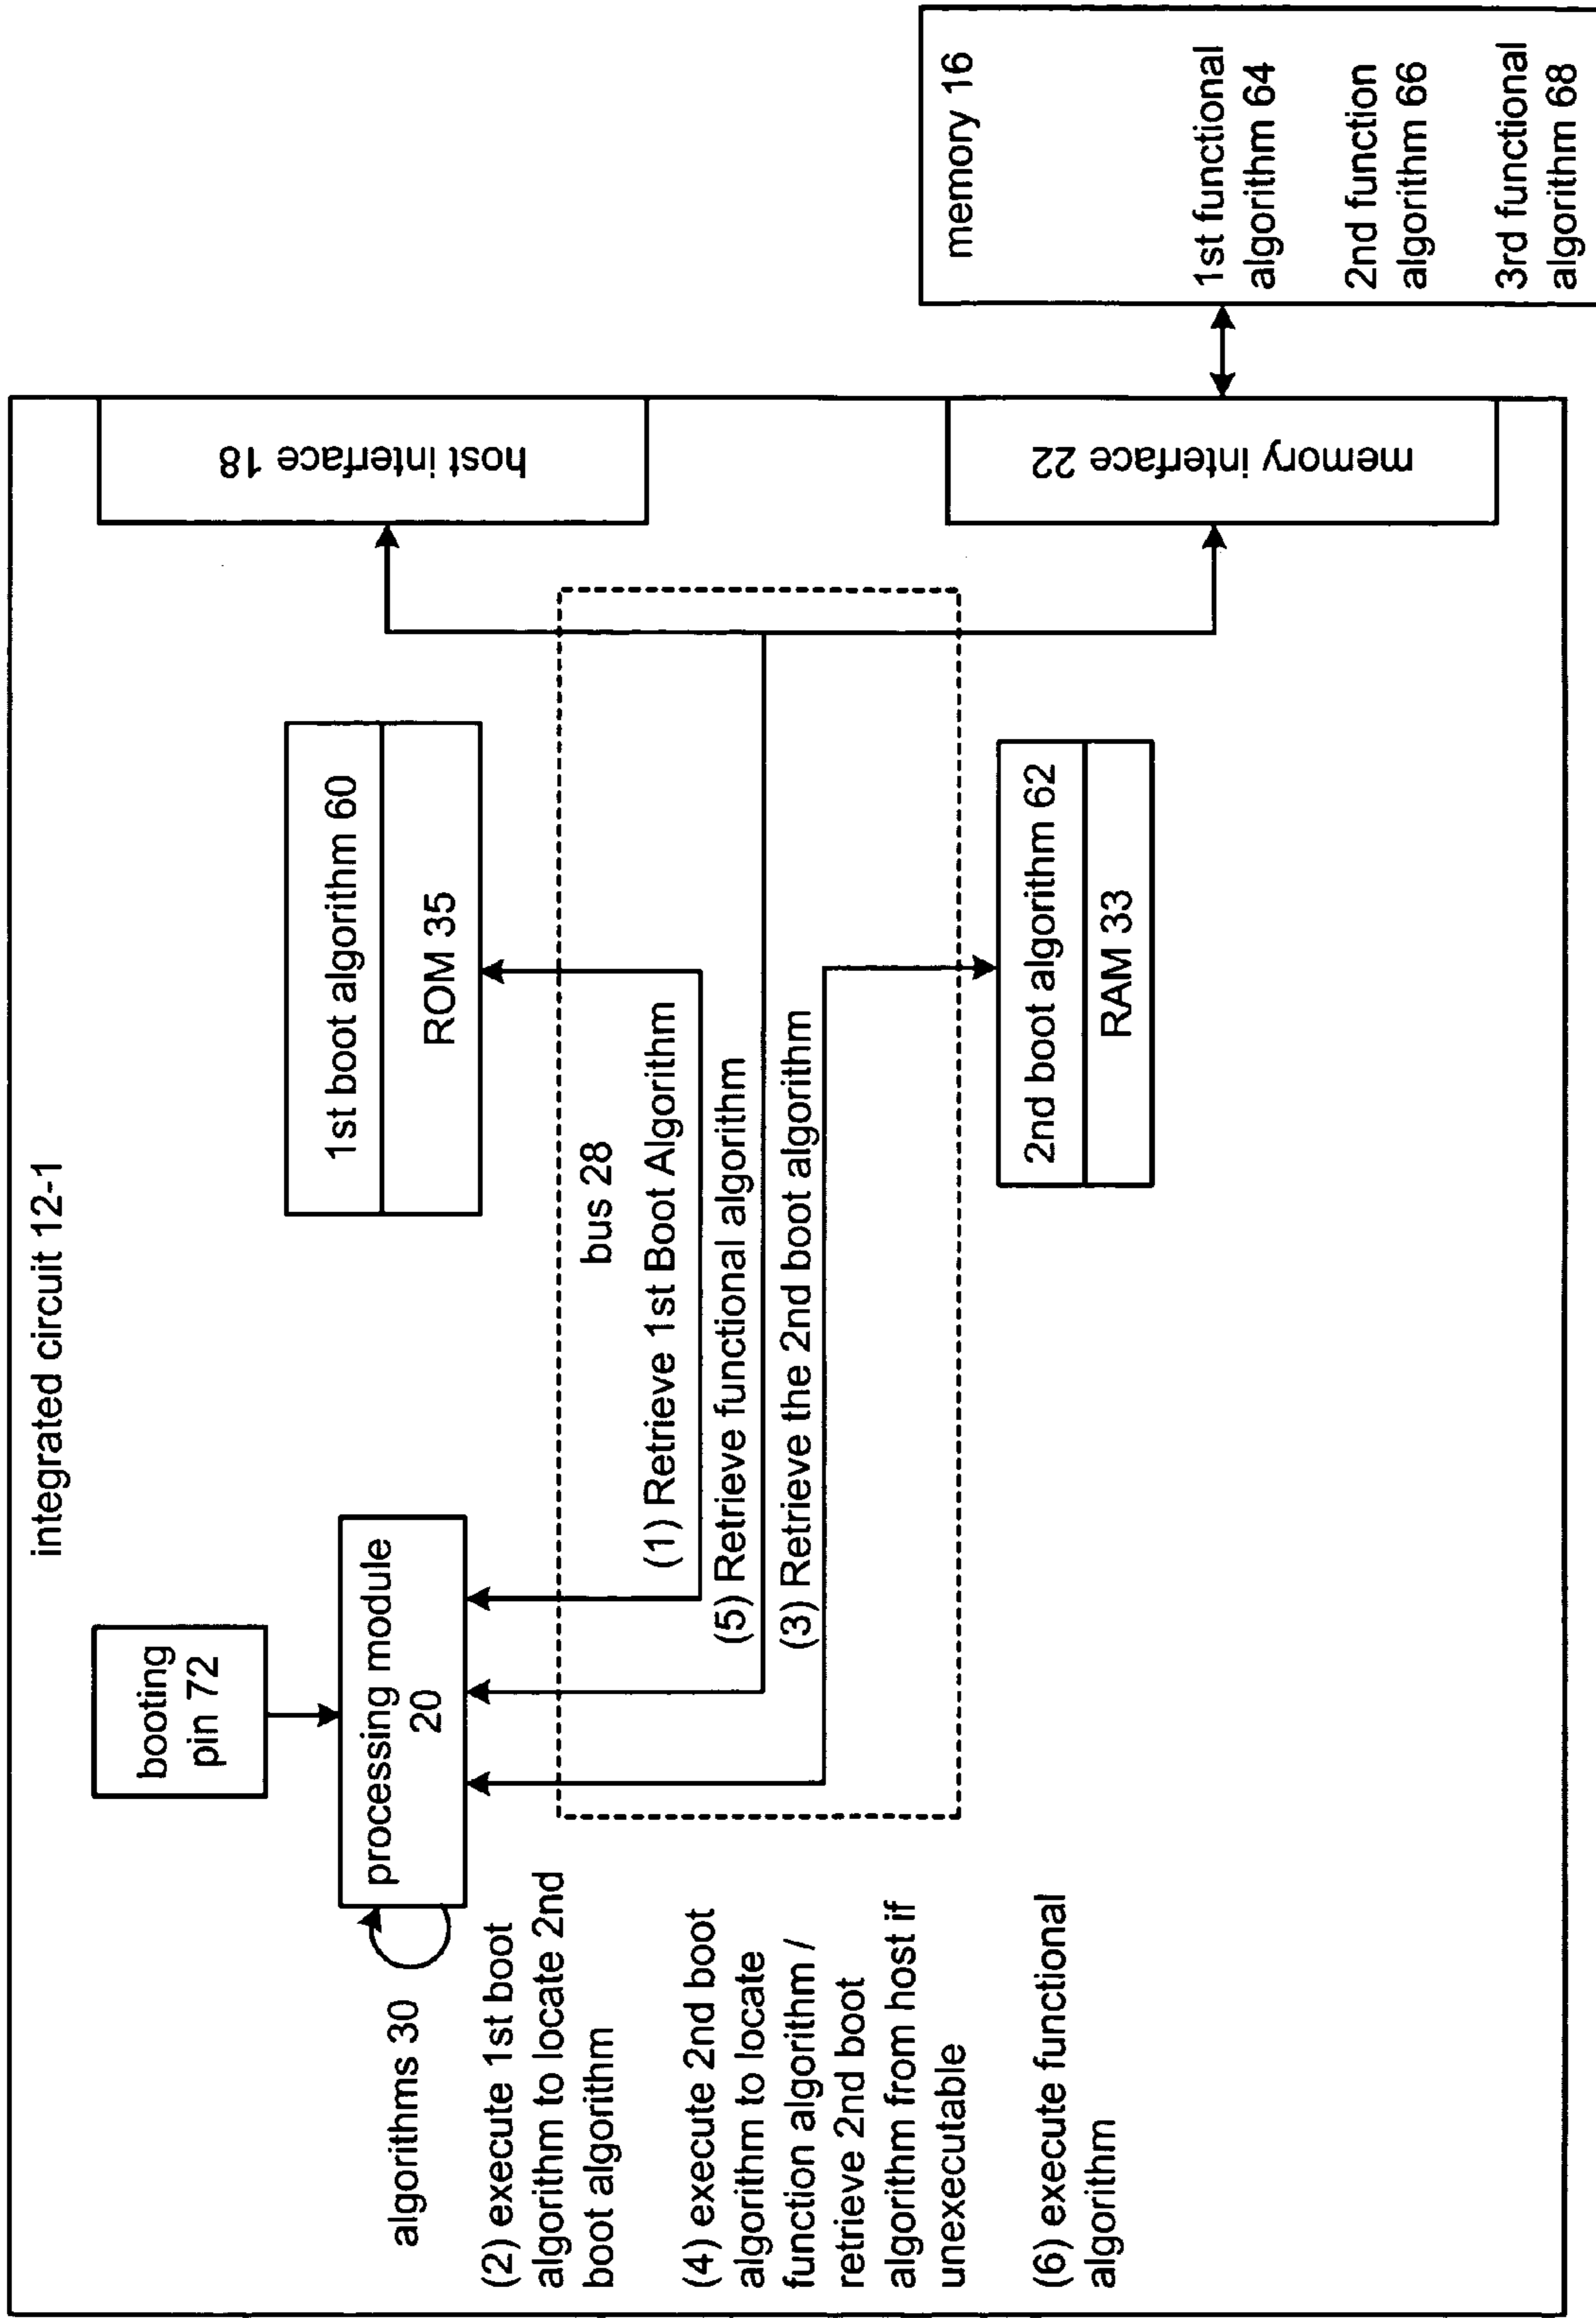 integrated circuit 12-1
booting
pin 72
processing module
20
algorithms 30
(2) execute 1st boot
algorithm to locate 2nd
boot algorithm
(4) execute 2nd boot
algorithm to locate
function algorithm /
retrieve 2nd boot
algorithm from host if
unexecutable
(6) execute functional
algorithm
1st boot algorithm 60
ROM 35
bus 28
(1) Retrieve 1st Boot Algorithm
(5) Retrieve functional algorithm
(3) Retrieve the 2nd boot algorithm
2nd boot algorithm 62
RAM 33
host interface 18
memory interface 22
memory 16
1st functional
algorithm 64
2nd function
algorithm 66
3rd functional
algorithm 68